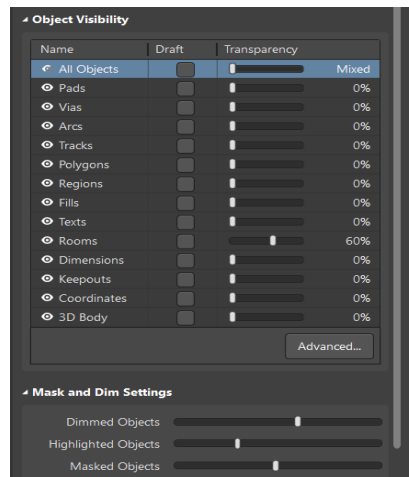 Object Visibility
Name Draft Transparency
All Objects Mixed
Pads 0%
Vias 0%
Arcs 0%
Tracks 0%
Polygons 0%
Regions 0%
Fills 0%
Texts 0%
Rooms 60%
Dimensions 0%
Keepouts 0%
Coordinates 0%
3D Body 0%
Advanced...
Mask and Dim Settings
Dimmed Objects
Highlighted Objects
Masked Objects